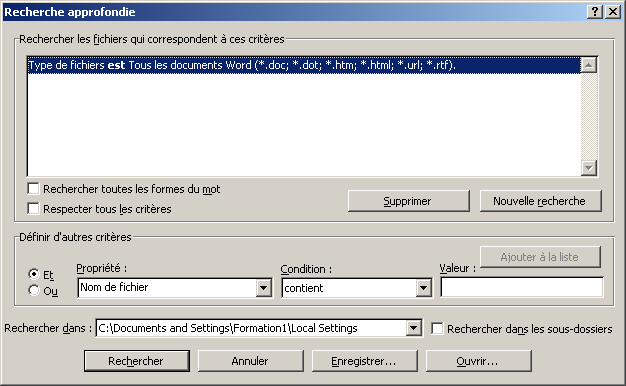 Recherche approfondie
Rechercher les fichiers qui correspondent à ces critères
Type de fichiers est Tous les documents Word (*.doc; *.dot; *.htm; *.html; *.url; *.rtf).
Rechercher toutes les formes du mot
Respecter tous les critères
Supprimer
Nouvelle recherche
Définir d'autres critères
Ajouter à la liste
Et
Ou
Propriété :
Condition :
Valeur :
Nom de fichier
contient
Rechercher dans :
C:\Documents and Settings\Formation1\Local Settings
Rechercher dans les sous-dossiers
Rechercher
Annuler
Enregistrer...
Ouvrir...